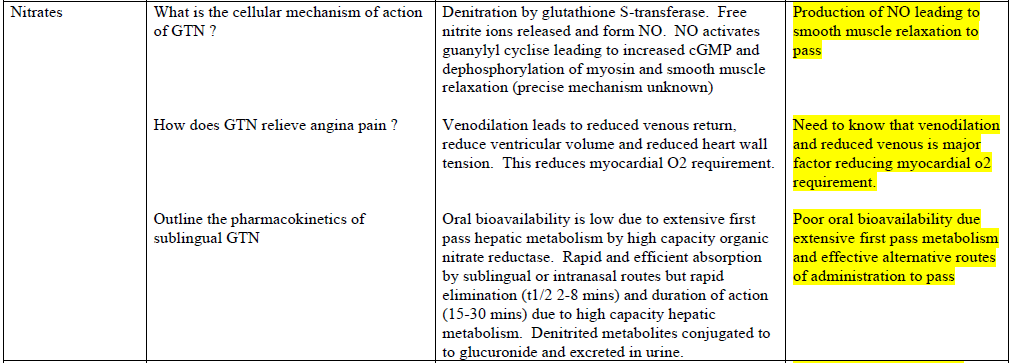 Nitrates
What is the cellular mechanism of action
of GTN ?
Denitration by glutathione S-transferase.  Free
nitrite ions released and form NO.  NO activates
guanylyl cyclise leading to increased cGMP and
dephosphorylation of myosin and smooth muscle
relaxation (precise mechanism unknown)
Production of NO leading to
smooth muscle relaxation to
pass
How does GTN relieve angina pain ?
Venodilation leads to reduced venous return,
reduce ventricular volume and reduced heart wall
tension.  This reduces myocardial O2 requirement.
Need to know that venodilation
and reduced venous is major
factor reducing myocardial o2
requirement.
Outline the pharmacokinetics of
sublingual GTN
Oral bioavailability is low due to extensive first
pass hepatic metabolism by high capacity organic
nitrate reductase.  Rapid and efficient absorption
by sublingual or intranasal routes but rapid
elimination (t1/2 2-8 mins) and duration of action
(15-30 mins) due to high capacity hepatic
metabolism.  Denitrited metabolites conjugated to
to glucuronide and excreted in urine.
Poor oral bioavailability due
extensive first pass metabolism
and effective alternative routes
of administration to pass